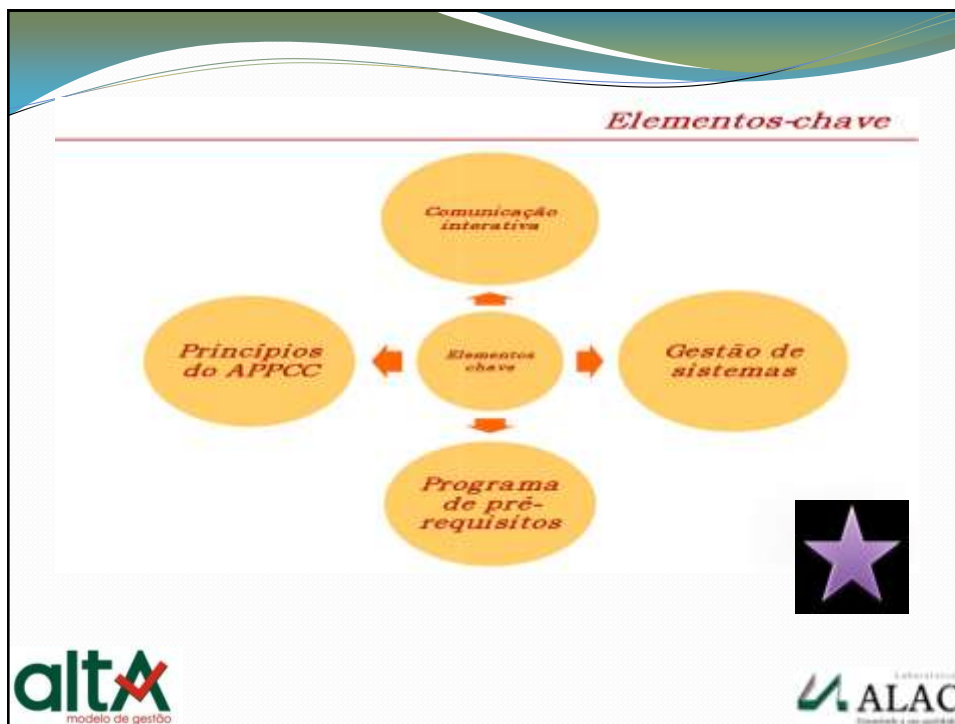 Elementos-chave
Comunicação
interativa
Princípios
do APPCC
Elementos
chave
Gestão de
sistemas
Programa
de pré-
requisitos
alta
modelo de gestão
ALAC